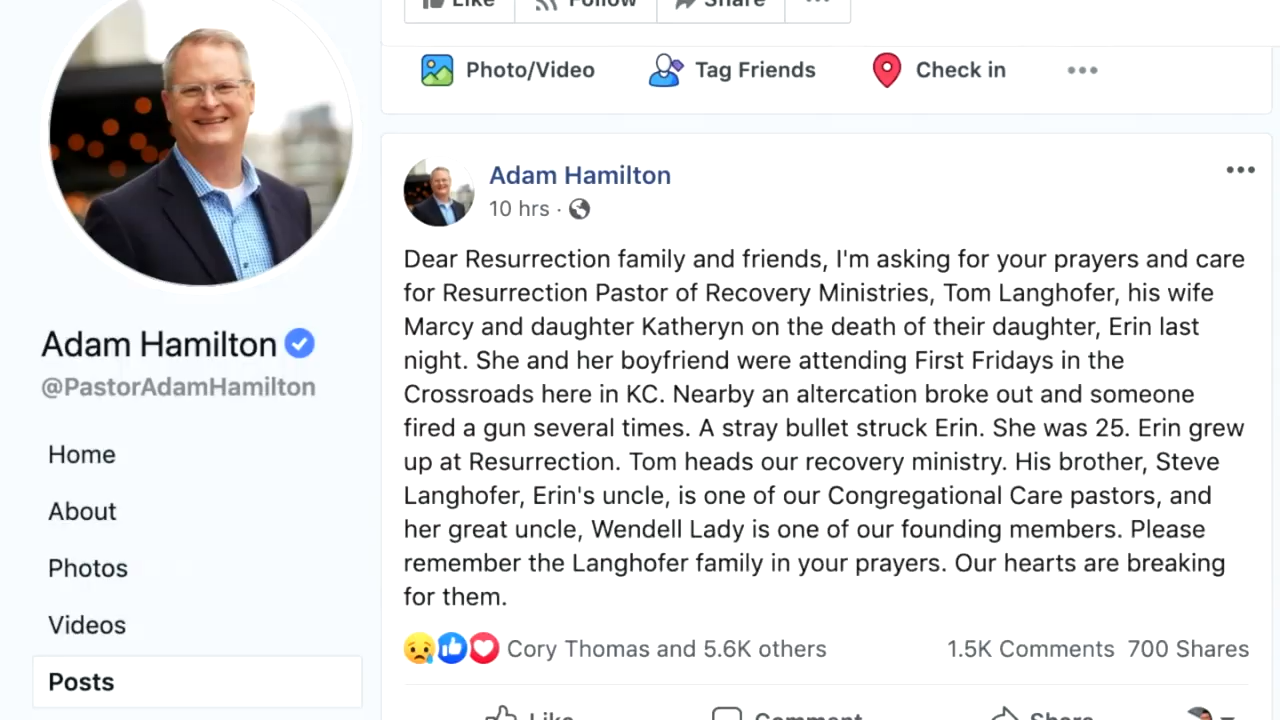 Like Follow Share
Photo/Video Tag Friends Check in
Adam Hamilton
10 hrs ·
Dear Resurrection family and friends, I'm asking for your prayers and care
for Resurrection Pastor of Recovery Ministries, Tom Langhofer, his wife
Marcy and daughter Katheryn on the death of their daughter, Erin last
night. She and her boyfriend were attending First Fridays in the
Crossroads here in KC. Nearby an altercation broke out and someone
fired a gun several times. A stray bullet struck Erin. She was 25. Erin grew
up at Resurrection. Tom heads our recovery ministry. His brother, Steve
Langhofer, Erin's uncle, is one of our Congregational Care pastors, and
her great uncle, Wendell Lady is one of our founding members. Please
remember the Langhofer family in your prayers. Our hearts are breaking
for them.
Cory Thomas and 5.6K others 1.5K Comments 700 Shares
Like Comment Share
Adam Hamilton
@PastorAdamHamilton
Home
About
Photos
Videos
Posts